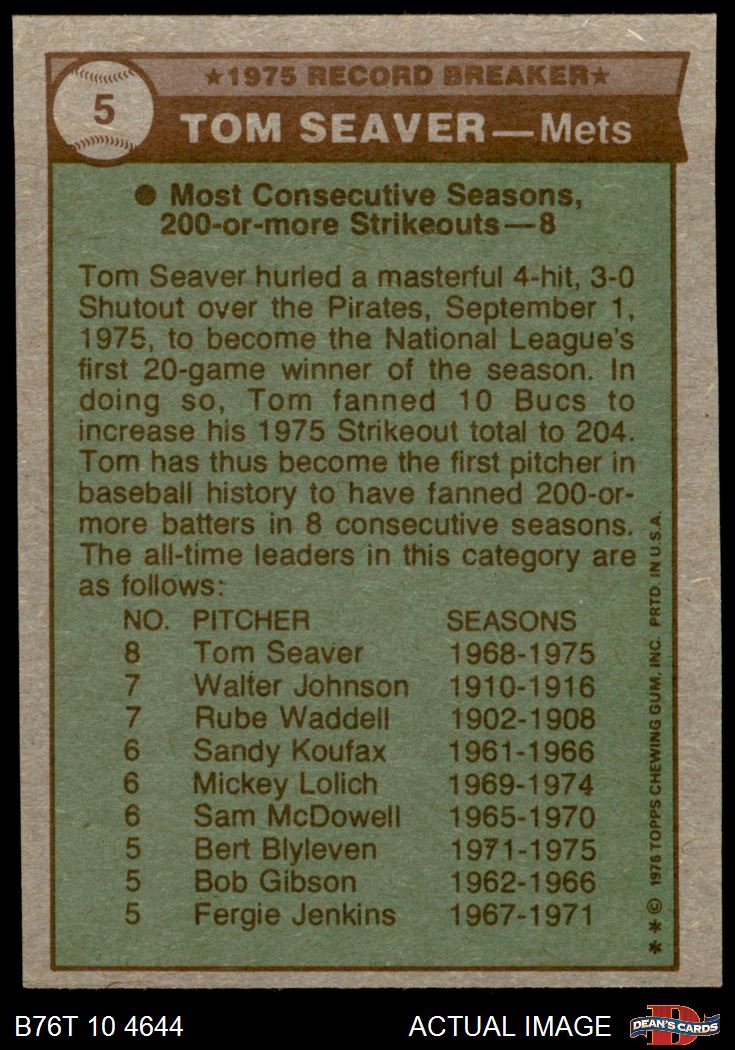 ★1975 RECORD BREAKER★
5
TOM SEAVER—Mets
● Most Consecutive Seasons,
200-or-more Strikeouts—8
Tom Seaver hurled a masterful 4-hit, 3-0
Shutout over the Pirates, September 1,
1975, to become the National League's
first 20-game winner of the season. In
doing so, Tom fanned 10 Bucs to
increase his 1975 Strikeout total to 204.
Tom has thus become the first pitcher in
baseball history to have fanned 200-or-
more batters in 8 consecutive seasons.
The all-time leaders in this category are
as follows:
NO. PITCHER SEASONS
8 Tom Seaver 1968-1975
7 Walter Johnson 1910-1916
7 Rube Waddell 1902-1908
6 Sandy Koufax 1961-1966
6 Mickey Lolich 1969-1974
6 Sam McDowell 1965-1970
5 Bert Blyleven 1971-1975
5 Bob Gibson 1962-1966
5 Fergie Jenkins 1967-1971
★★© 1976 TOPPS CHEWING GUM, INC. PRTD. IN U.S.A.
B76T 10 4644 ACTUAL IMAGE
D
DEAN'S CARDS